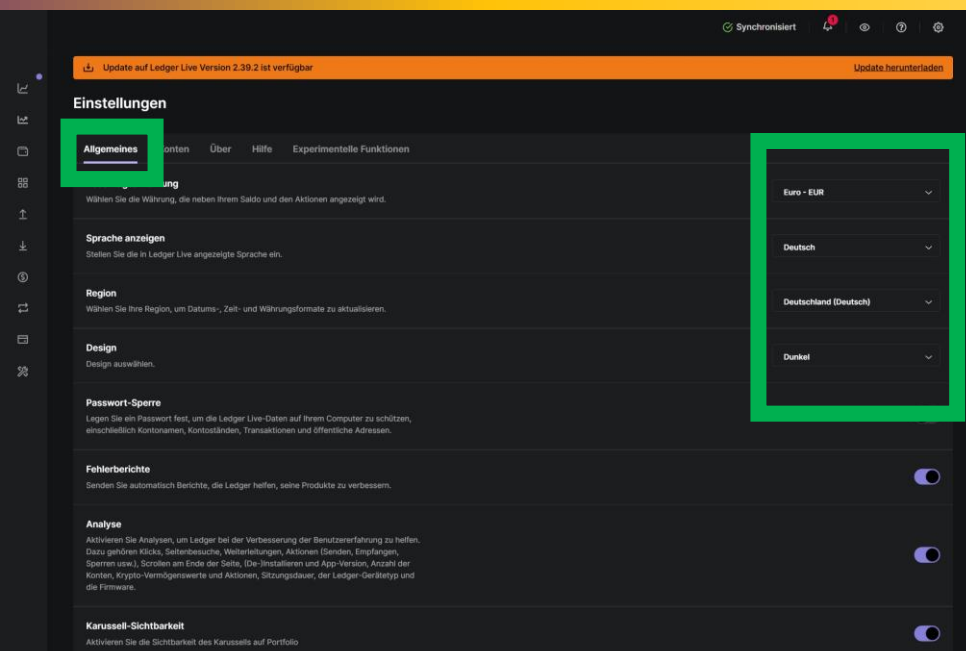 Synchronisiert
1
Update auf Ledger Live Version 2.39.2 ist verfügbar
Update herunterladen
Einstellungen
Allgemeines
onten
Über
Hilfe
Experimentelle Funktionen
ung
Wählen Sie die Währung, die neben Ihrem Saldo und den Aktionen angezeigt wird.
Euro - EUR
Sprache anzeigen
Stellen Sie die in Ledger Live angezeigte Sprache ein.
Deutsch
Region
Wählen Sie Ihre Region, um Datums-, Zeit- und Währungsformate zu aktualisieren.
Deutschland (Deutsch)
Design
Design auswählen.
Dunkel
Passwort-Sperre
Legen Sie ein Passwort fest, um die Ledger Live-Daten auf Ihrem Computer zu schützen,
einschließlich Kontonamen, Kontoständen, Transaktionen und öffentliche Adressen.
Fehlerberichte
Senden Sie automatisch Berichte, die Ledger helfen, seine Produkte zu verbessern.
Analyse
Aktivieren Sie Analysen, um Ledger bei der Verbesserung der Benutzererfahrung zu helfen.
Dazu gehören Klicks, Seitenbesuche, Weiterleitungen, Aktionen (Senden, Empfangen,
Sperren usw.), Scrollen am Ende der Seite, (De-)Installieren und App-Version, Anzahl der
Konten, Krypto-Vermögenswerte und Aktionen, Sitzungsdauer, der Ledger-Gerätetyp und
die Firmware.
Karussell-Sichtbarkeit
Aktivieren Sie die Sichtbarkeit des Karussells auf Portfolio